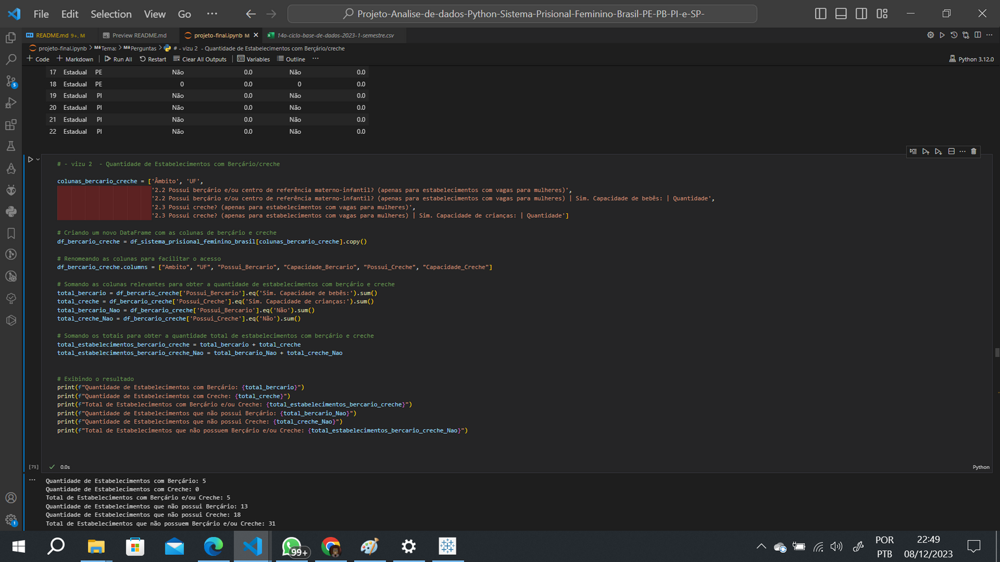 File Edit Selection View Go ··· Projeto-Analise-de-dados-Python-Sistema-Prisional-Feminino-Brasil-PE-PB-PI-e-SP-
README.md 9+, M Preview README.md projeto-final.ipynb M 14o-ciclo-base-de-dados-2023-1-semestre.csv
projeto-final.ipynb > M↓Tema: > M↓Perguntas > # - vizu 2 - Quantidade de Estabelecimentos com Berçário/creche
+ Code + Markdown Run All Restart Clear All Outputs Variables Outline ··· Python 3.12.0
17 Estadual PE Não 0.0 Não 0.0
18 Estadual PE 0 0.0 0 0.0
19 Estadual PI Não 0.0 Não 0.0
20 Estadual PI Não 0.0 Não 0.0
21 Estadual PI Não 0.0 Não 0.0
22 Estadual PI Não 0.0 Não 0.0
# - vizu 2  - Quantidade de Estabelecimentos com Berçário/creche
colunas_bercario_creche = ['Âmbito', 'UF',
'2.2 Possui berçário e/ou centro de referência materno-infantil? (apenas para estabelecimentos com vagas para mulheres)',
'2.2 Possui berçário e/ou centro de referência materno-infantil? (apenas para estabelecimentos com vagas para mulheres) | Sim. Capacidade de bebês: | Quantidade',
'2.3 Possui creche? (apenas para estabelecimentos com vagas para mulheres)',
'2.3 Possui creche? (apenas para estabelecimentos com vagas para mulheres) | Sim. Capacidade de crianças: | Quantidade']
# Criando um novo DataFrame com as colunas de berçário e creche
df_bercario_creche = df_sistema_prisional_feminino_brasil[colunas_bercario_creche].copy()
# Renomeando as colunas para facilitar o acesso
df_bercario_creche.columns = ["Ambito", "UF", "Possui_Bercario", "Capacidade_Bercario", "Possui_Creche", "Capacidade_Creche"]
# Somando as colunas relevantes para obter a quantidade de estabelecimentos com berçário e creche
total_bercario = df_bercario_creche['Possui_Bercario'].eq('Sim. Capacidade de bebês:').sum()
total_creche = df_bercario_creche['Possui_Creche'].eq('Sim. Capacidade de crianças:').sum()
total_bercario_Nao = df_bercario_creche['Possui_Bercario'].eq('Não').sum()
total_creche_Nao = df_bercario_creche['Possui_Creche'].eq('Não').sum()
# Somando os totais para obter a quantidade total de estabelecimentos com berçário e creche
total_estabelecimentos_bercario_creche = total_bercario + total_creche
total_estabelecimentos_bercario_creche_Nao = total_bercario_Nao + total_creche_Nao
# Exibindo o resultado
print(f"Quantidade de Estabelecimentos com Berçário: {total_bercario}")
print(f"Quantidade de Estabelecimentos com Creche: {total_creche}")
print(f"Total de Estabelecimentos com Berçário e/ou Creche: {total_estabelecimentos_bercario_creche}")
print(f"Quantidade de Estabelecimentos que não possui Berçário: {total_bercario_Nao}")
print(f"Quantidade de Estabelecimentos que não possui Creche: {total_creche_Nao}")
print(f"Total de Estabelecimentos que não possuem Berçário e/ou Creche: {total_estabelecimentos_bercario_creche_Nao}")
[71] 0.0s Python
Quantidade de Estabelecimentos com Berçário: 5
Quantidade de Estabelecimentos com Creche: 0
Total de Estabelecimentos com Berçário e/ou Creche: 5
Quantidade de Estabelecimentos que não possui Berçário: 13
Quantidade de Estabelecimentos que não possui Creche: 18
Total de Estabelecimentos que não possuem Berçário e/ou Creche: 31
5
1
99+
POR
PTB
22:49
08/12/2023